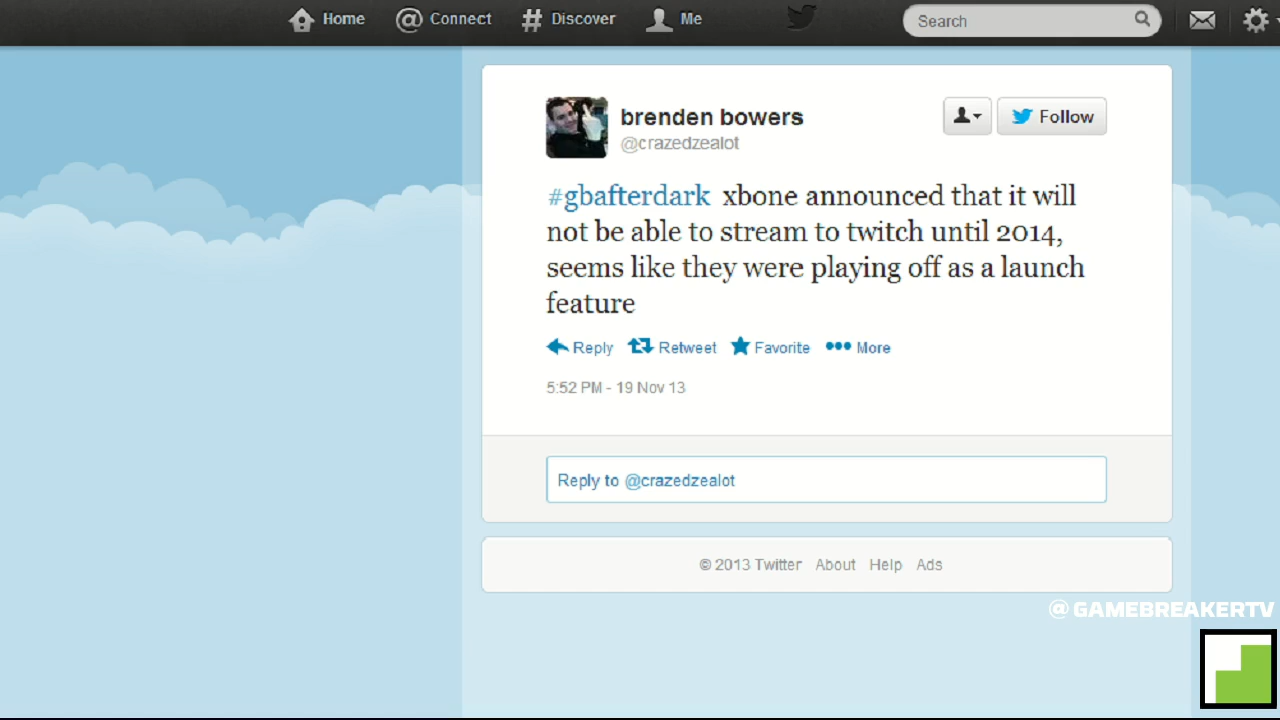 Home Connect Discover Me Search
brenden bowers
@crazedzealot
Follow
#gbafterdark xbone announced that it will
not be able to stream to twitch until 2014,
seems like they were playing off as a launch
feature
Reply Retweet Favorite More
5:52 PM - 19 Nov 13
Reply to @crazedzealot
© 2013 Twitter About Help Ads
@GAMEBREAKERTV